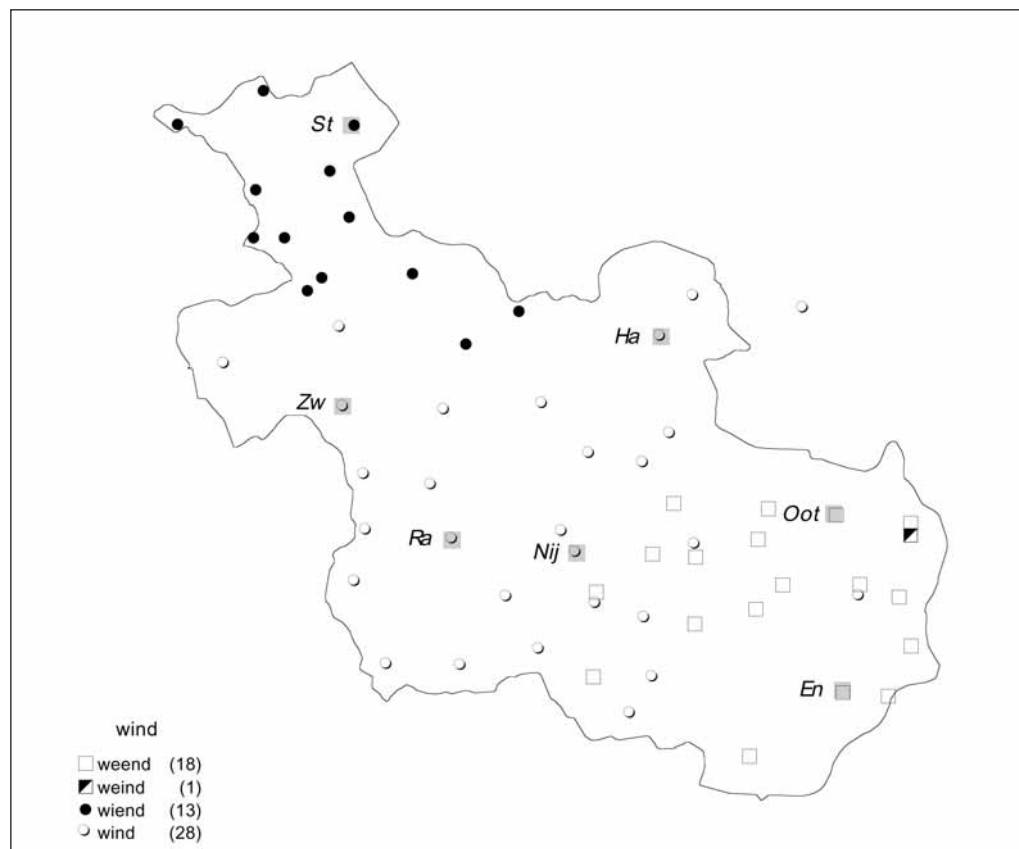 St
Ha
Zw
Oot
Ra
Nij
En
wind
weend (18)
weind (1)
wiend (13)
wind (28)